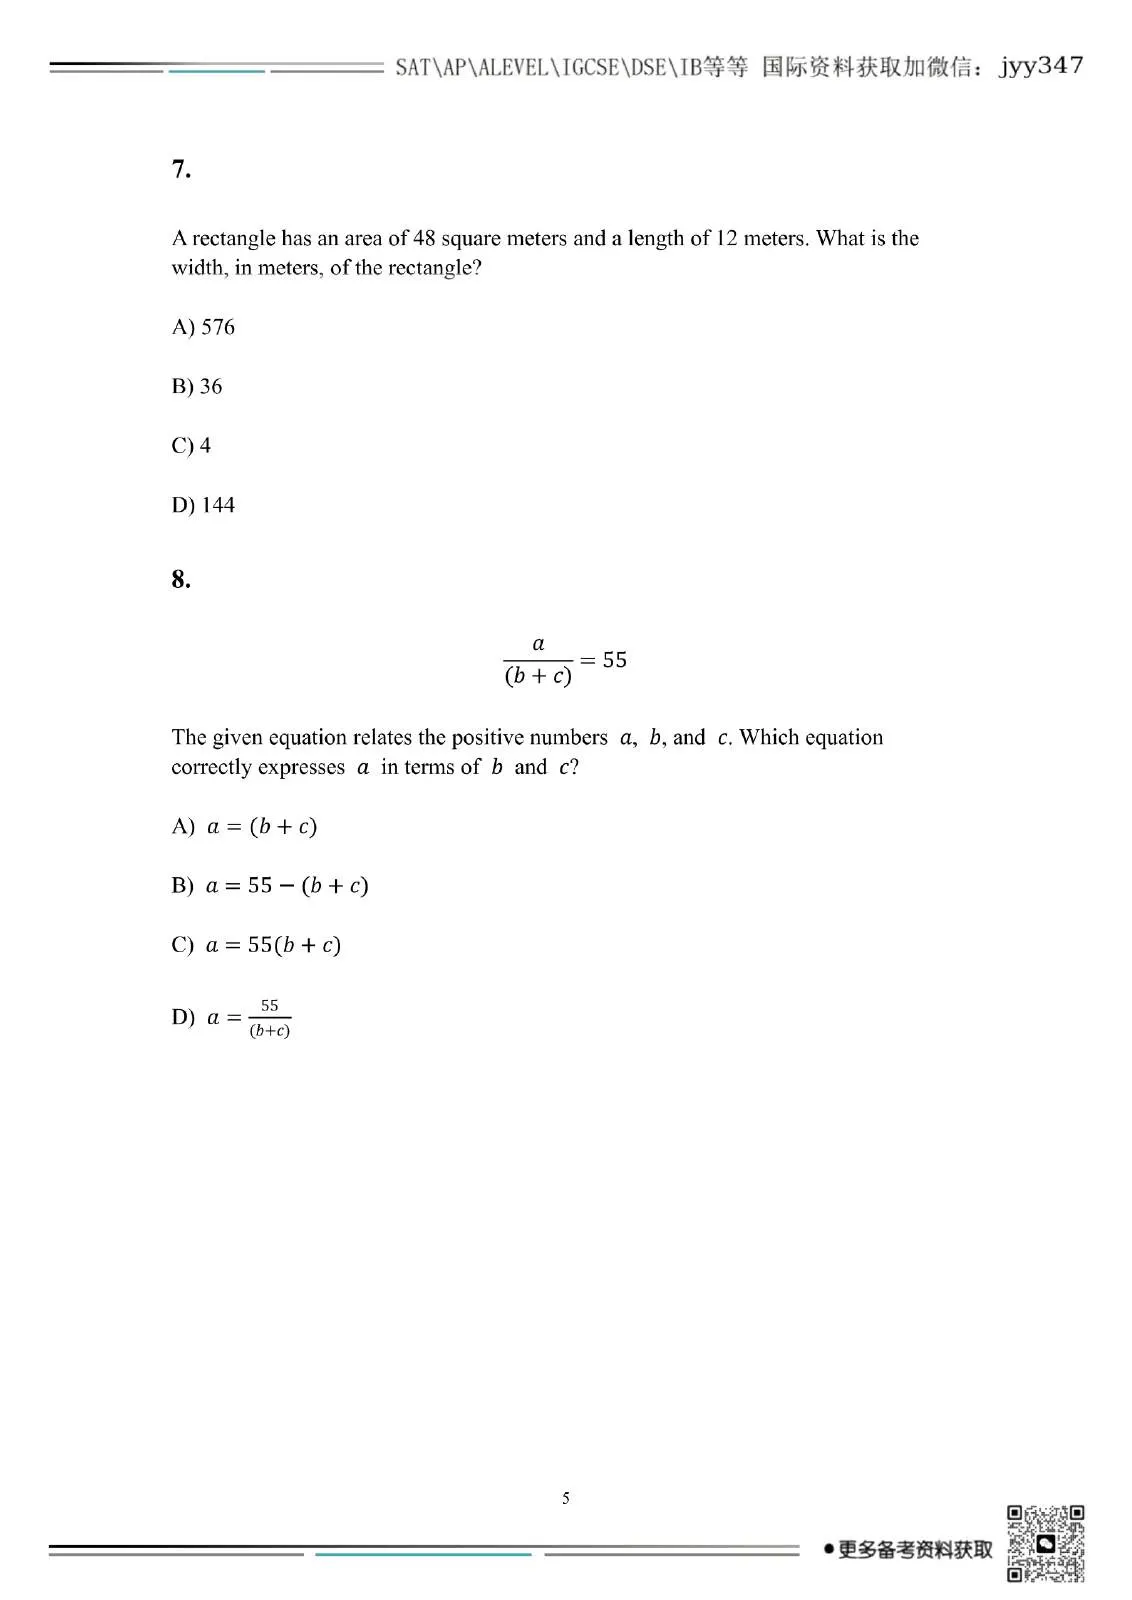 SAT\AP\ALEVEL\IGCSE\DSE\IB等等 国际资料获取加微信：jyy347
7.
A rectangle has an area of 48 square meters and a length of 12 meters. What is the
width, in meters, of the rectangle?
A) 576
B) 36
C) 4
D) 144
8.
a/(b + c) = 55
The given equation relates the positive numbers a, b, and c. Which equation
correctly expresses a in terms of b and c?
A) a = (b + c)
B) a = 55 − (b + c)
C) a = 55(b + c)
D) a = 55/(b+c)
5
●更多备考资料获取